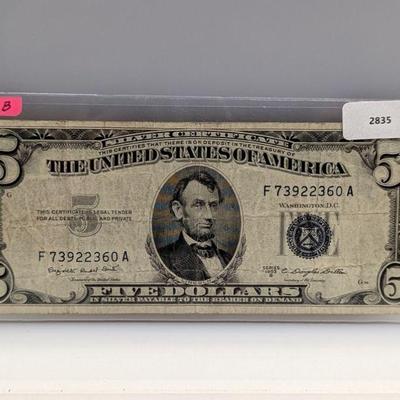 B
2835
5
5
SILVER CERTIFICATE
THIS CERTIFIES THAT THERE IS ON DEPOSIT IN THE TREASURY OF
THE UNITED STATES OF AMERICA
F 73922360 A
WASHINGTON, D.C.
5
THIS CERTIFICATE IS LEGAL TENDER
FOR ALL DEBTS, PUBLIC AND PRIVATE
F 73922360 A
SERIES
5
5
FIVE DOLLARS
IN SILVER PAYABLE TO THE BEARER ON DEMAND